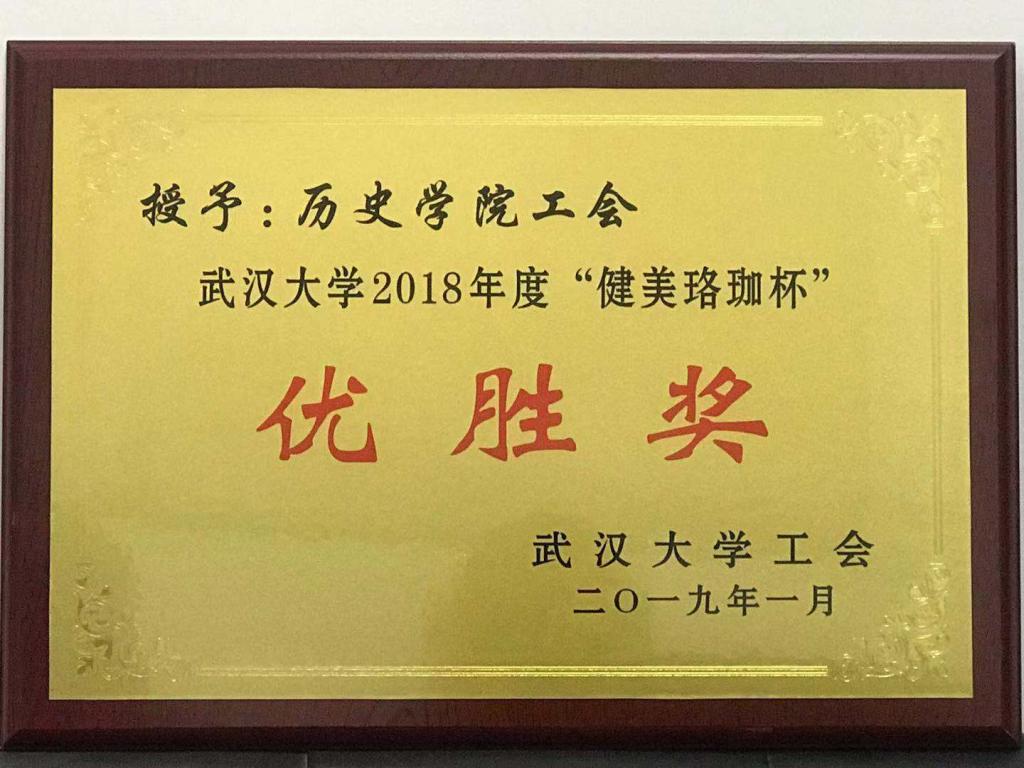 授予：历史学院工会
武汉大学2018年度“健美珞珈杯”
优胜奖
武汉大学工会
二〇一九年一月